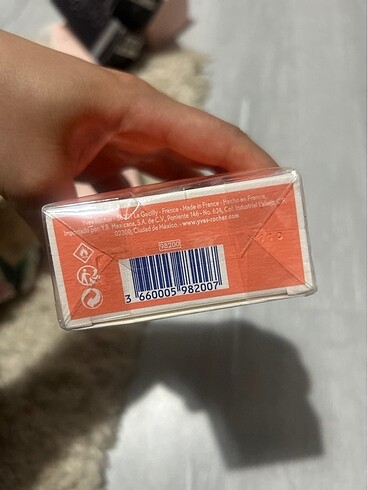 La Gacilly - France - Made in France - Hecho en Francia.
Importado por: Y.R. Mexicana, S.A. de C.V., Poniente 146 - No. 634, Col. Industrial Vallejo, C.P.
02300, Ciudad de México. - www.yves-rocher.com
98200
3 660005 982007